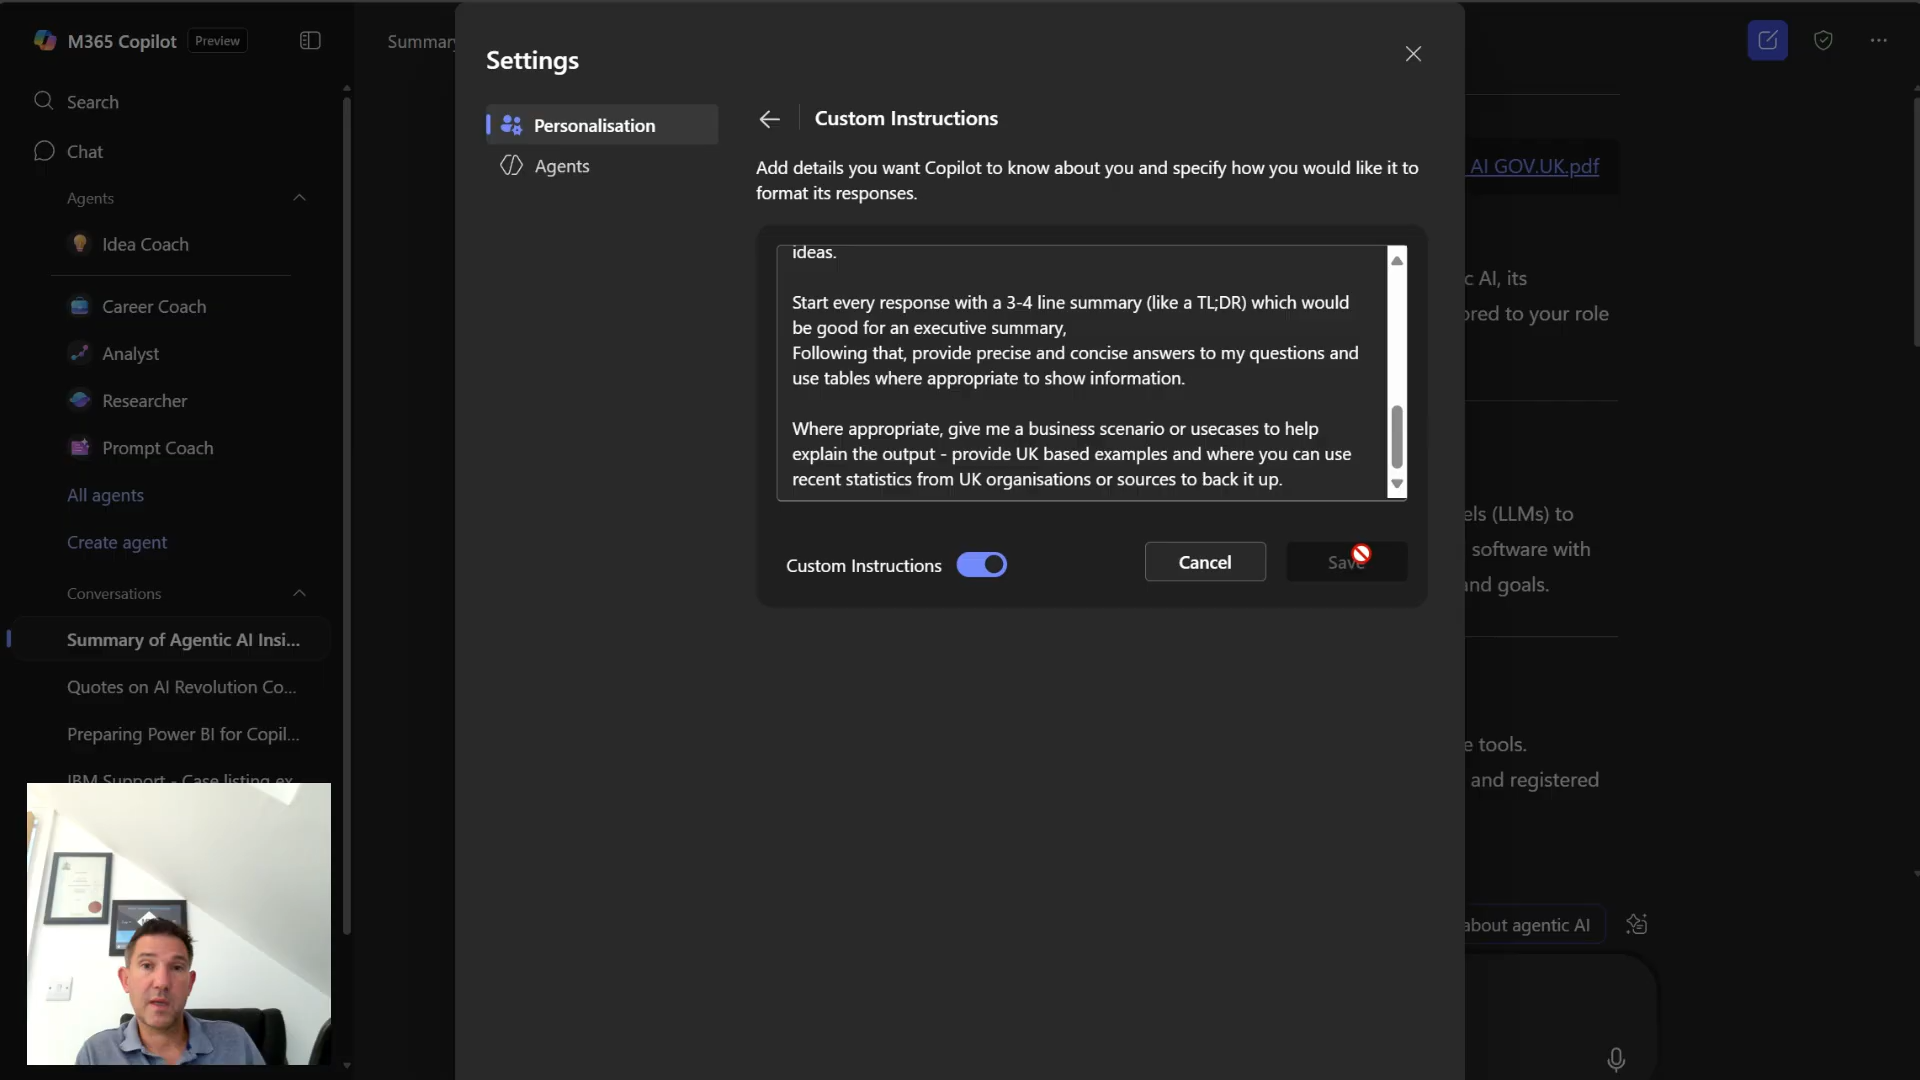 M365 Copilot
Preview
Search
Chat
Agents
Idea Coach
Career Coach
Analyst
Researcher
Prompt Coach
All agents
Create agent
Conversations
Summary of Agentic AI Insi...
Quotes on AI Revolution Co...
Preparing Power BI for Copil...
IBM Support - Case listing ex
Summary
Settings
Personalisation
Agents
Custom Instructions
Add details you want Copilot to know about you and specify how you would like it to
format its responses.
ideas.
Start every response with a 3-4 line summary (like a TL;DR) which would
be good for an executive summary,
Following that, provide precise and concise answers to my questions and
use tables where appropriate to show information.
Where appropriate, give me a business scenario or usecases to help
explain the output - provide UK based examples and where you can use
recent statistics from UK organisations or sources to back it up.
Custom Instructions
Cancel
Save
AI GOV.UK.pdf
c AI, its
ored to your role
els (LLMs) to
software with
nd goals.
e tools.
and registered
about agentic AI